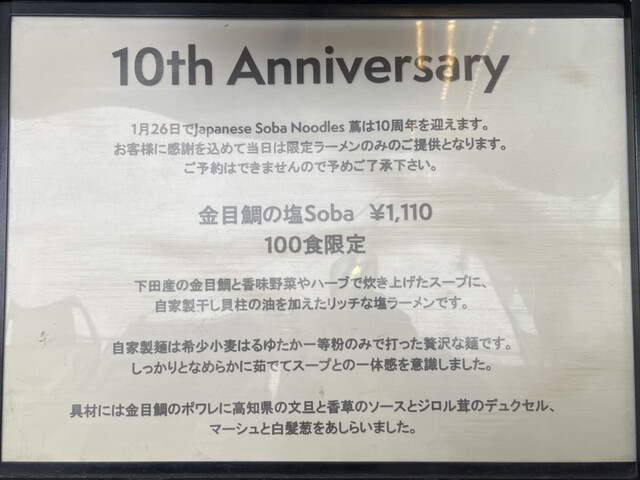 10th Anniversary
1月26日でJapanese Soba Noodles 蔦は10周年を迎えます。
お客様に感謝を込めて当日は限定ラーメンのみのご提供となります。
ご予約はできませんので予めご了承下さい。
金目鯛の塩Soba ¥1,110
100食限定
下田産の金目鯛と香味野菜やハーブで炊き上げたスープに、
自家製干し貝柱の油を加えたリッチな塩ラーメンです。
自家製麺は希少小麦はるゆたか一等粉のみで打った贅沢な麺です。
しっかりとなめらかに茹でてスープとの一体感を意識しました。
具材には金目鯛のポワレに高知県の文旦と香草のソースとジロル茸のデュクセル、
マーシュと白髪葱をあしらいました。